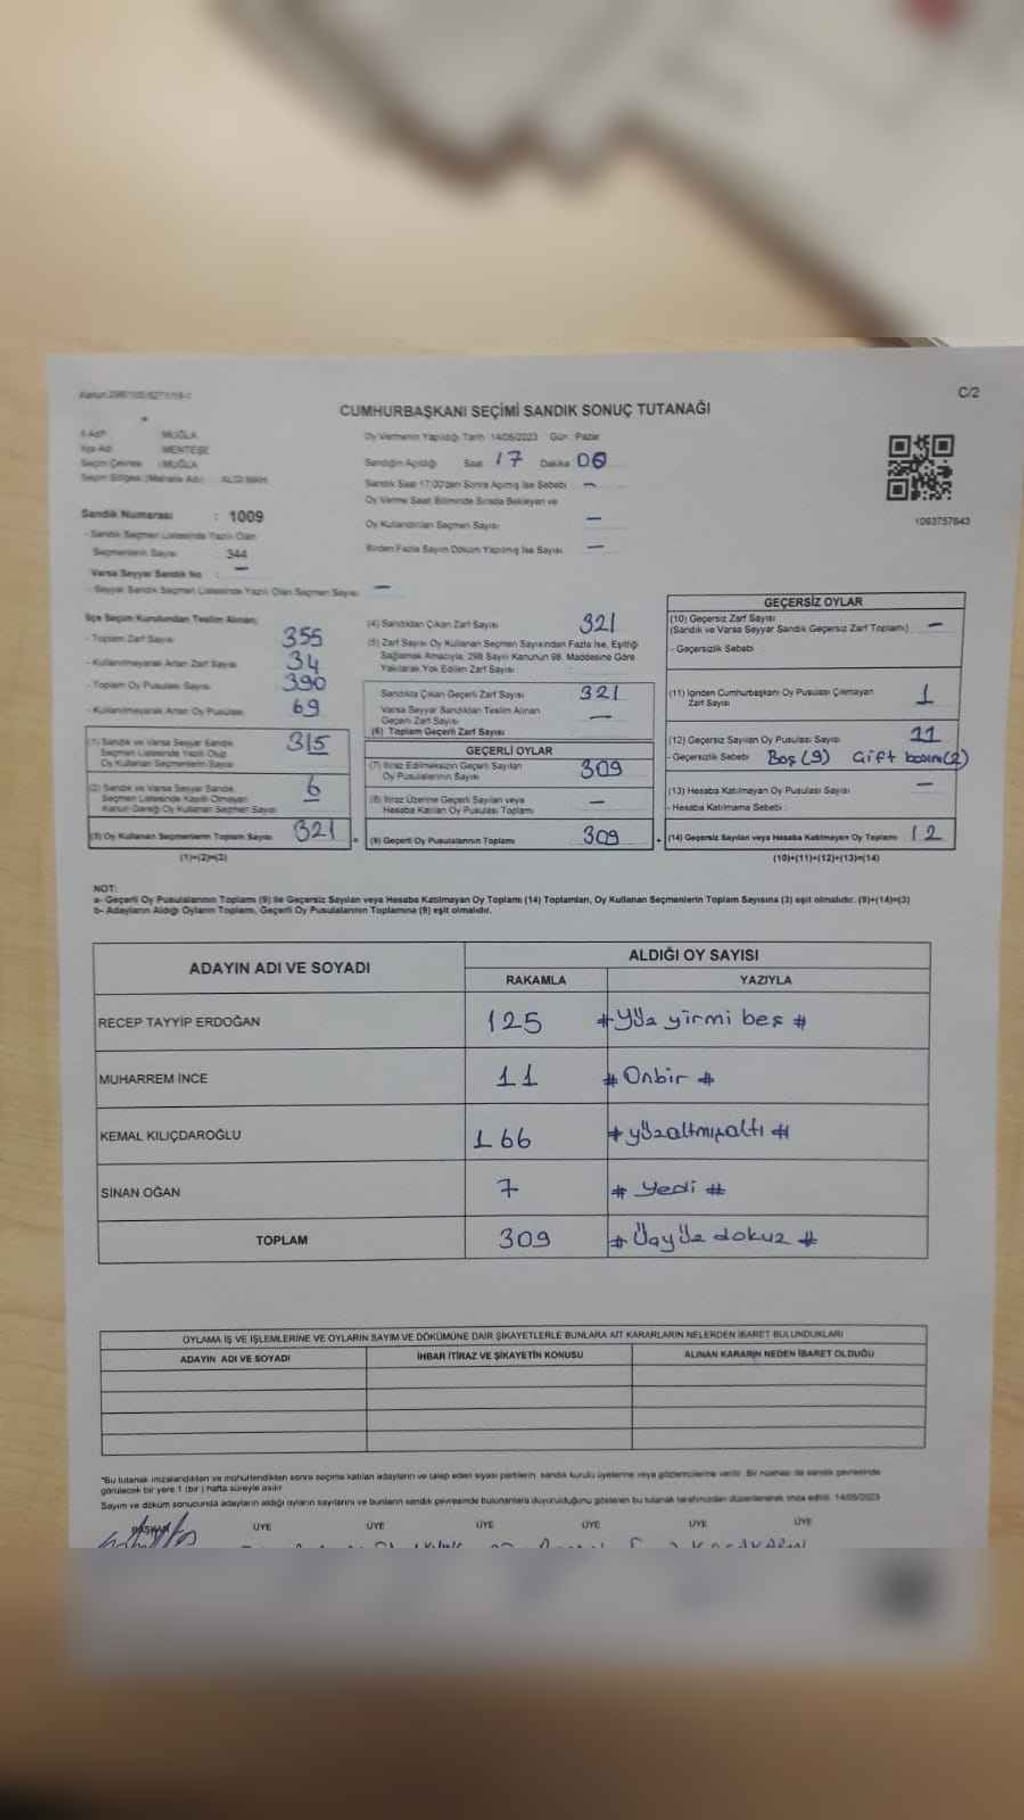 C/2
CUMHURBAŞKANI SEÇİMİ SANDIK SONUÇ TUTANAĞI
İl Adı : MUĞLA
İlçe Adı : MENTEŞE
Seçim Çevresi : MUĞLA
Seçim Bölgesi (Mahalle Adı)
Oy Vermenin Yapıldığı Tarih 14/05/2023 Gün: Pazar
Sandığın Açıldığı Saat 17 Dakika 00
Sandık Saat 17:00'den Sonra Açılmış İse Sebebi —
Oy Verme Saati Bitiminde Sırada Bekleyen ve
Oy Kullandırılan Seçmen Sayısı —
Birden Fazla Sayım Döküm Yapılmış İse Sayısı —
1093757643
Sandık Numarası : 1009
- Sandık Seçmen Listesinde Yazılı Olan
Seçmenlerin Sayısı 344
Varsa Seyyar Sandık No : —
- Seyyar Sandık Seçmen Listesinde Yazılı Olan Seçmen Sayısı —
İlçe Seçim Kurulundan Teslim Alınan;
- Toplam Zarf Sayısı 355
- Kullanılmayarak Artan Zarf Sayısı 34
- Toplam Oy Pusulası Sayısı 390
- Kullanılmayarak Artan Oy Pusulası 69
(1) Sandık ve Varsa Seyyar Sandık
Seçmen Listesinde Yazılı Olup
Oy Kullanan Seçmenlerin Sayısı 315
(2) Sandık ve Varsa Seyyar Sandık
Seçmen Listesinde Kayıtlı Olmayan
Kanun Gereği Oy Kullanan Seçmen Sayısı 6
(3) Oy Kullanan Seçmenlerin Toplam Sayısı 321
(1)+(2)=(3)
(4) Sandıktan Çıkan Zarf Sayısı 321
(5) Zarf Sayısı Oy Kullanan Seçmen Sayısından Fazla İse, Eşitliği
Sağlamak Amacıyla, 298 Sayılı Kanunun 98. Maddesine Göre
Yakılarak Yok Edilen Zarf Sayısı
Sandıkta Çıkan Geçerli Zarf Sayısı 321
Varsa Seyyar Sandıktan Teslim Alınan
Geçerli Zarf Sayısı —
(6) Toplam Geçerli Zarf Sayısı
GEÇERLİ OYLAR
(7) İtiraz Edilmeksizin Geçerli Sayılan
Oy Pusulalarının Sayısı 309
(8) İtiraz Üzerine Geçerli Sayılan veya
Hesaba Katılan Oy Pusulası Toplamı —
(9) Geçerli Oy Pusulalarının Toplamı 309
GEÇERSİZ OYLAR
(10) Geçersiz Zarf Sayısı
(Sandık ve Varsa Seyyar Sandık Geçersiz Zarf Toplamı) —
- Geçersizlik Sebebi
(11) İçinden Cumhurbaşkanı Oy Pusulası Çıkmayan
Zarf Sayısı 1
(12) Geçersiz Sayılan Oy Pusulası Sayısı 11
- Geçersizlik Sebebi Boş (9) Çift basım(2)
(13) Hesaba Katılmayan Oy Pusulası Sayısı —
- Hesaba Katılmama Sebebi
(14) Geçersiz Sayılan veya Hesaba Katılmayan Oy Toplamı 12
(10)+(11)+(12)+(13)=(14)
NOT:
a- Geçerli Oy Pusulalarının Toplamı (9) ile Geçersiz Sayılan veya Hesaba Katılmayan Oy Toplamı (14) Toplamları, Oy Kullanan Seçmenlerin Toplam Sayısına (3) eşit olmalıdır. (9)+(14)=(3)
b- Adayların Aldığı Oyların Toplamı, Geçerli Oy Pusulalarının Toplamına (9) eşit olmalıdır.
ADAYIN ADI VE SOYADI ALDIĞI OY SAYISI
RAKAMLA YAZIYLA
RECEP TAYYİP ERDOĞAN 125 # Yüz yirmi beş #
MUHARREM İNCE 11 # Onbir #
KEMAL KILIÇDAROĞLU 166 # yüzaltmışaltı #
SİNAN OĞAN 7 # Yedi #
TOPLAM 309 # Üçyüz dokuz #
OYLAMA İŞ VE İŞLEMLERİNE VE OYLARIN SAYIM VE DÖKÜMÜNE DAİR ŞİKAYETLERLE BUNLARA AİT KARARLARIN NELERDEN İBARET BULUNDUKLARI
ADAYIN ADI VE SOYADI İHBAR İTİRAZ VE ŞİKAYETİN KONUSU ALINAN KARARIN NEDEN İBARET OLDUĞU
*Bu tutanak imzalandıktan ve mühürlendikten sonra seçime katılan adayların ve talep eden siyasi partilerin, sandık kurulu üyelerine veya gözlemcilerine verilir. Bir nüshası da sandık çevresinde
görülecek bir yere 1 (bir) hafta süreyle asılır.
Sayım ve döküm sonucunda adayların aldığı oyların sayılarını ve bunların sandık çevresinde bulunanlara duyurulduğunu gösteren bu tutanak tarafımızdan düzenlenerek imza edildi. 14/05/2023
BAŞKAN ÜYE ÜYE ÜYE ÜYE ÜYE ÜYE